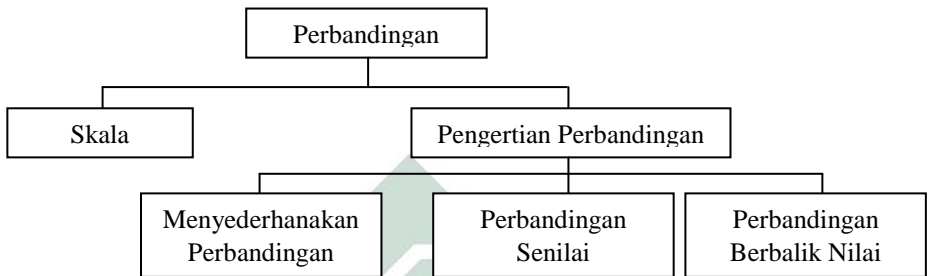 Perbandingan
Skala
Pengertian Perbandingan
Menyederhanakan
Perbandingan
Perbandingan
Senilai
Perbandingan
Berbalik Nilai